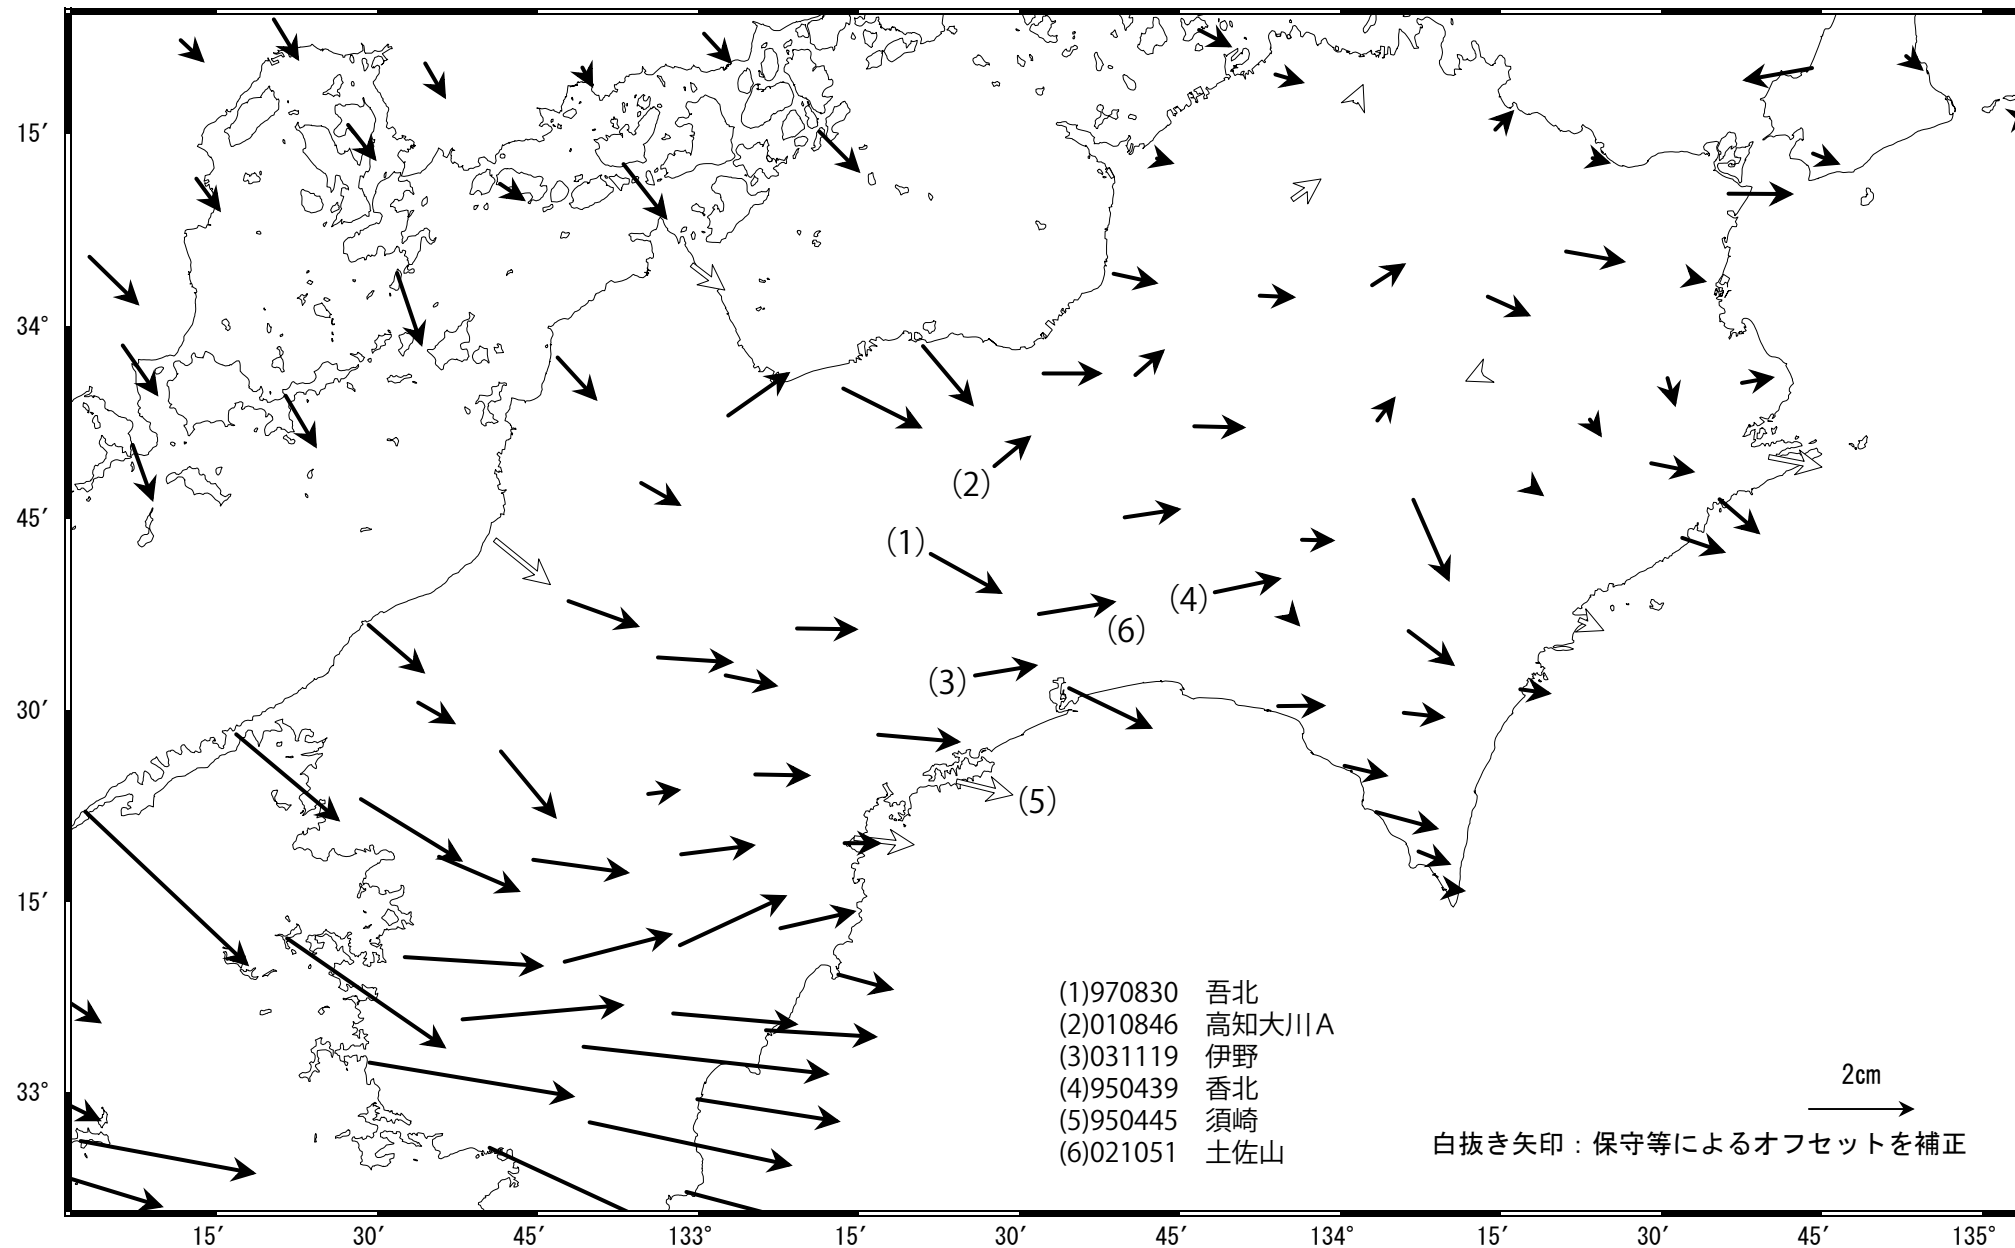 15′
34°
(2)
45′
(1)
(4)
(6)
(3)
30′
(5)
15′
(1)970830 吾北
(2)010846 高知大川A
(3)031119 伊野
(4)950439 香北
(5)950445 須崎
(6)021051 土佐山
33°
2cm
白抜き矢印：保守等によるオフセットを補正
15′ 30′ 45′ 133° 15′ 30′ 45′ 134° 15′ 30′ 45′ 135°